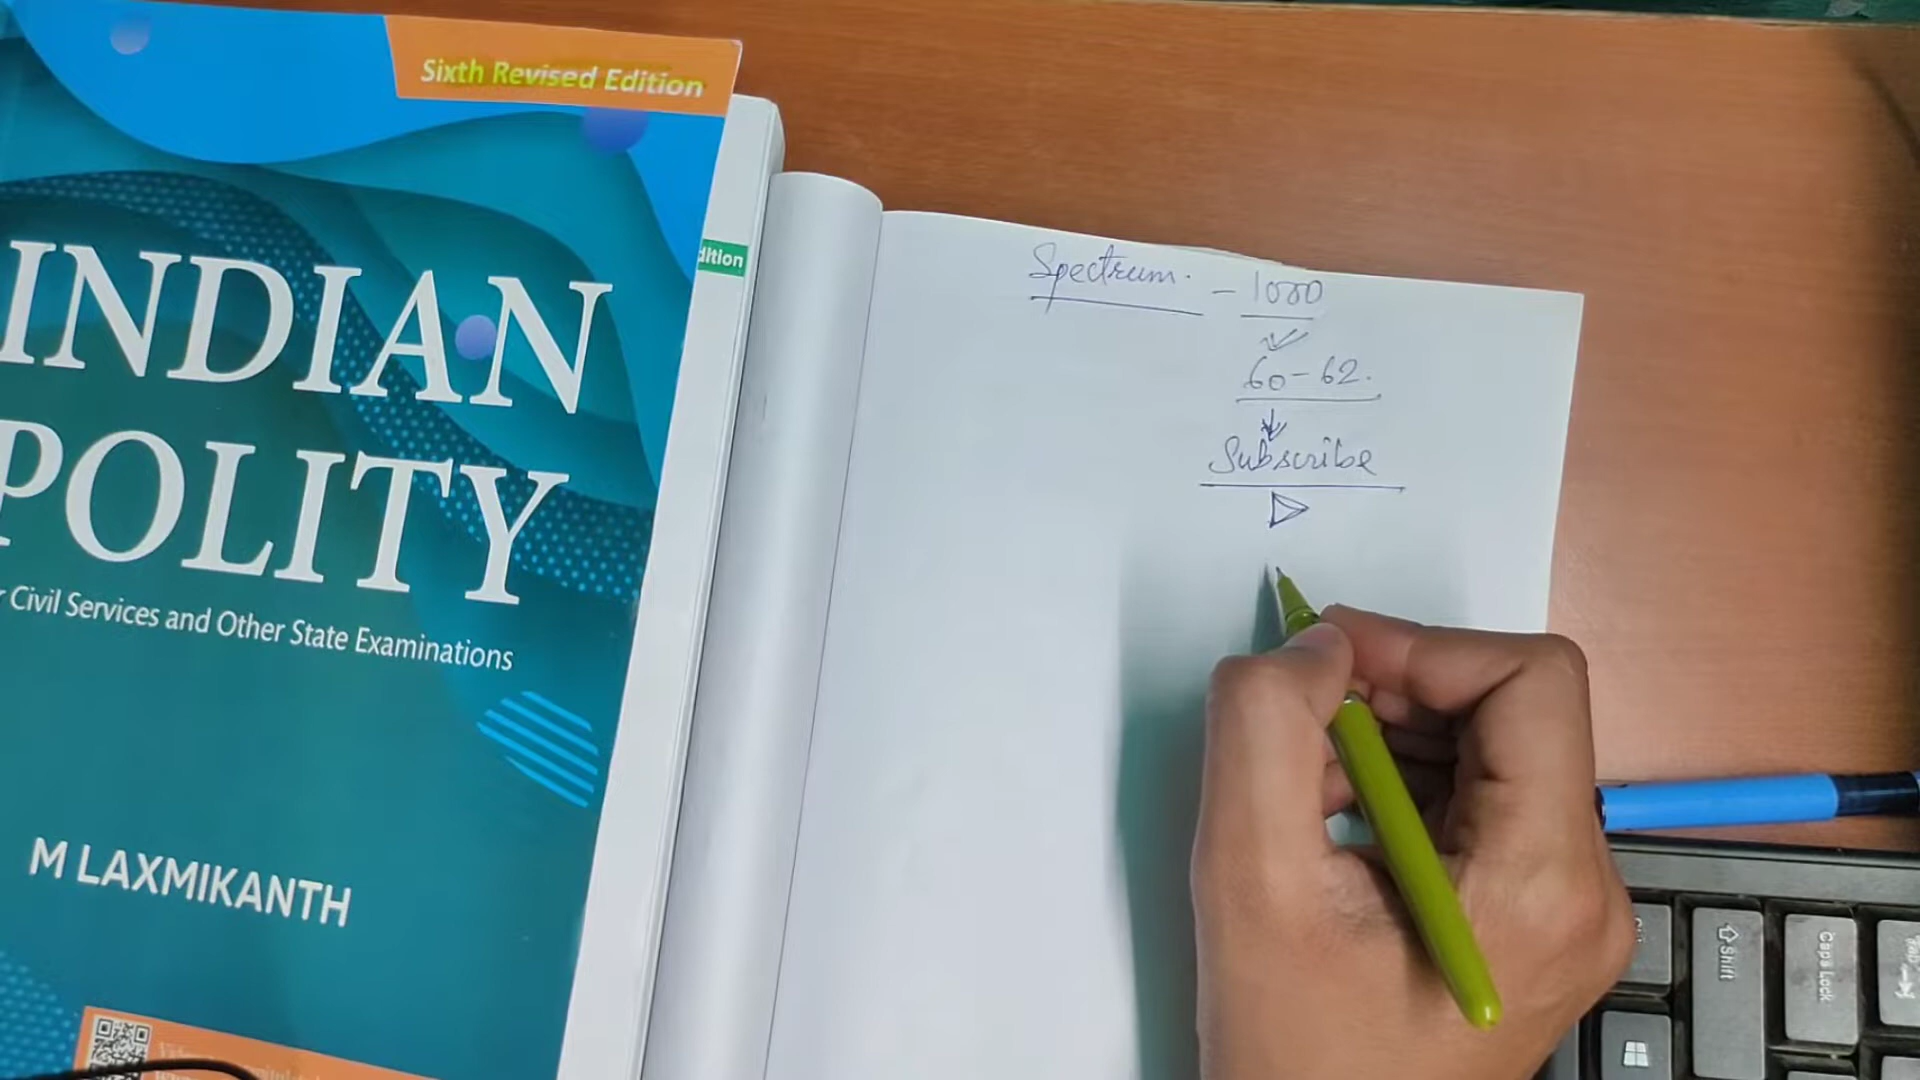 Sixth Revised Edition
INDIAN
POLITY
Civil Services and Other State Examinations
M LAXMIKANTH
dition
Spectrum. - 1000
60-62.
Subscribe
Shift
Caps Lock